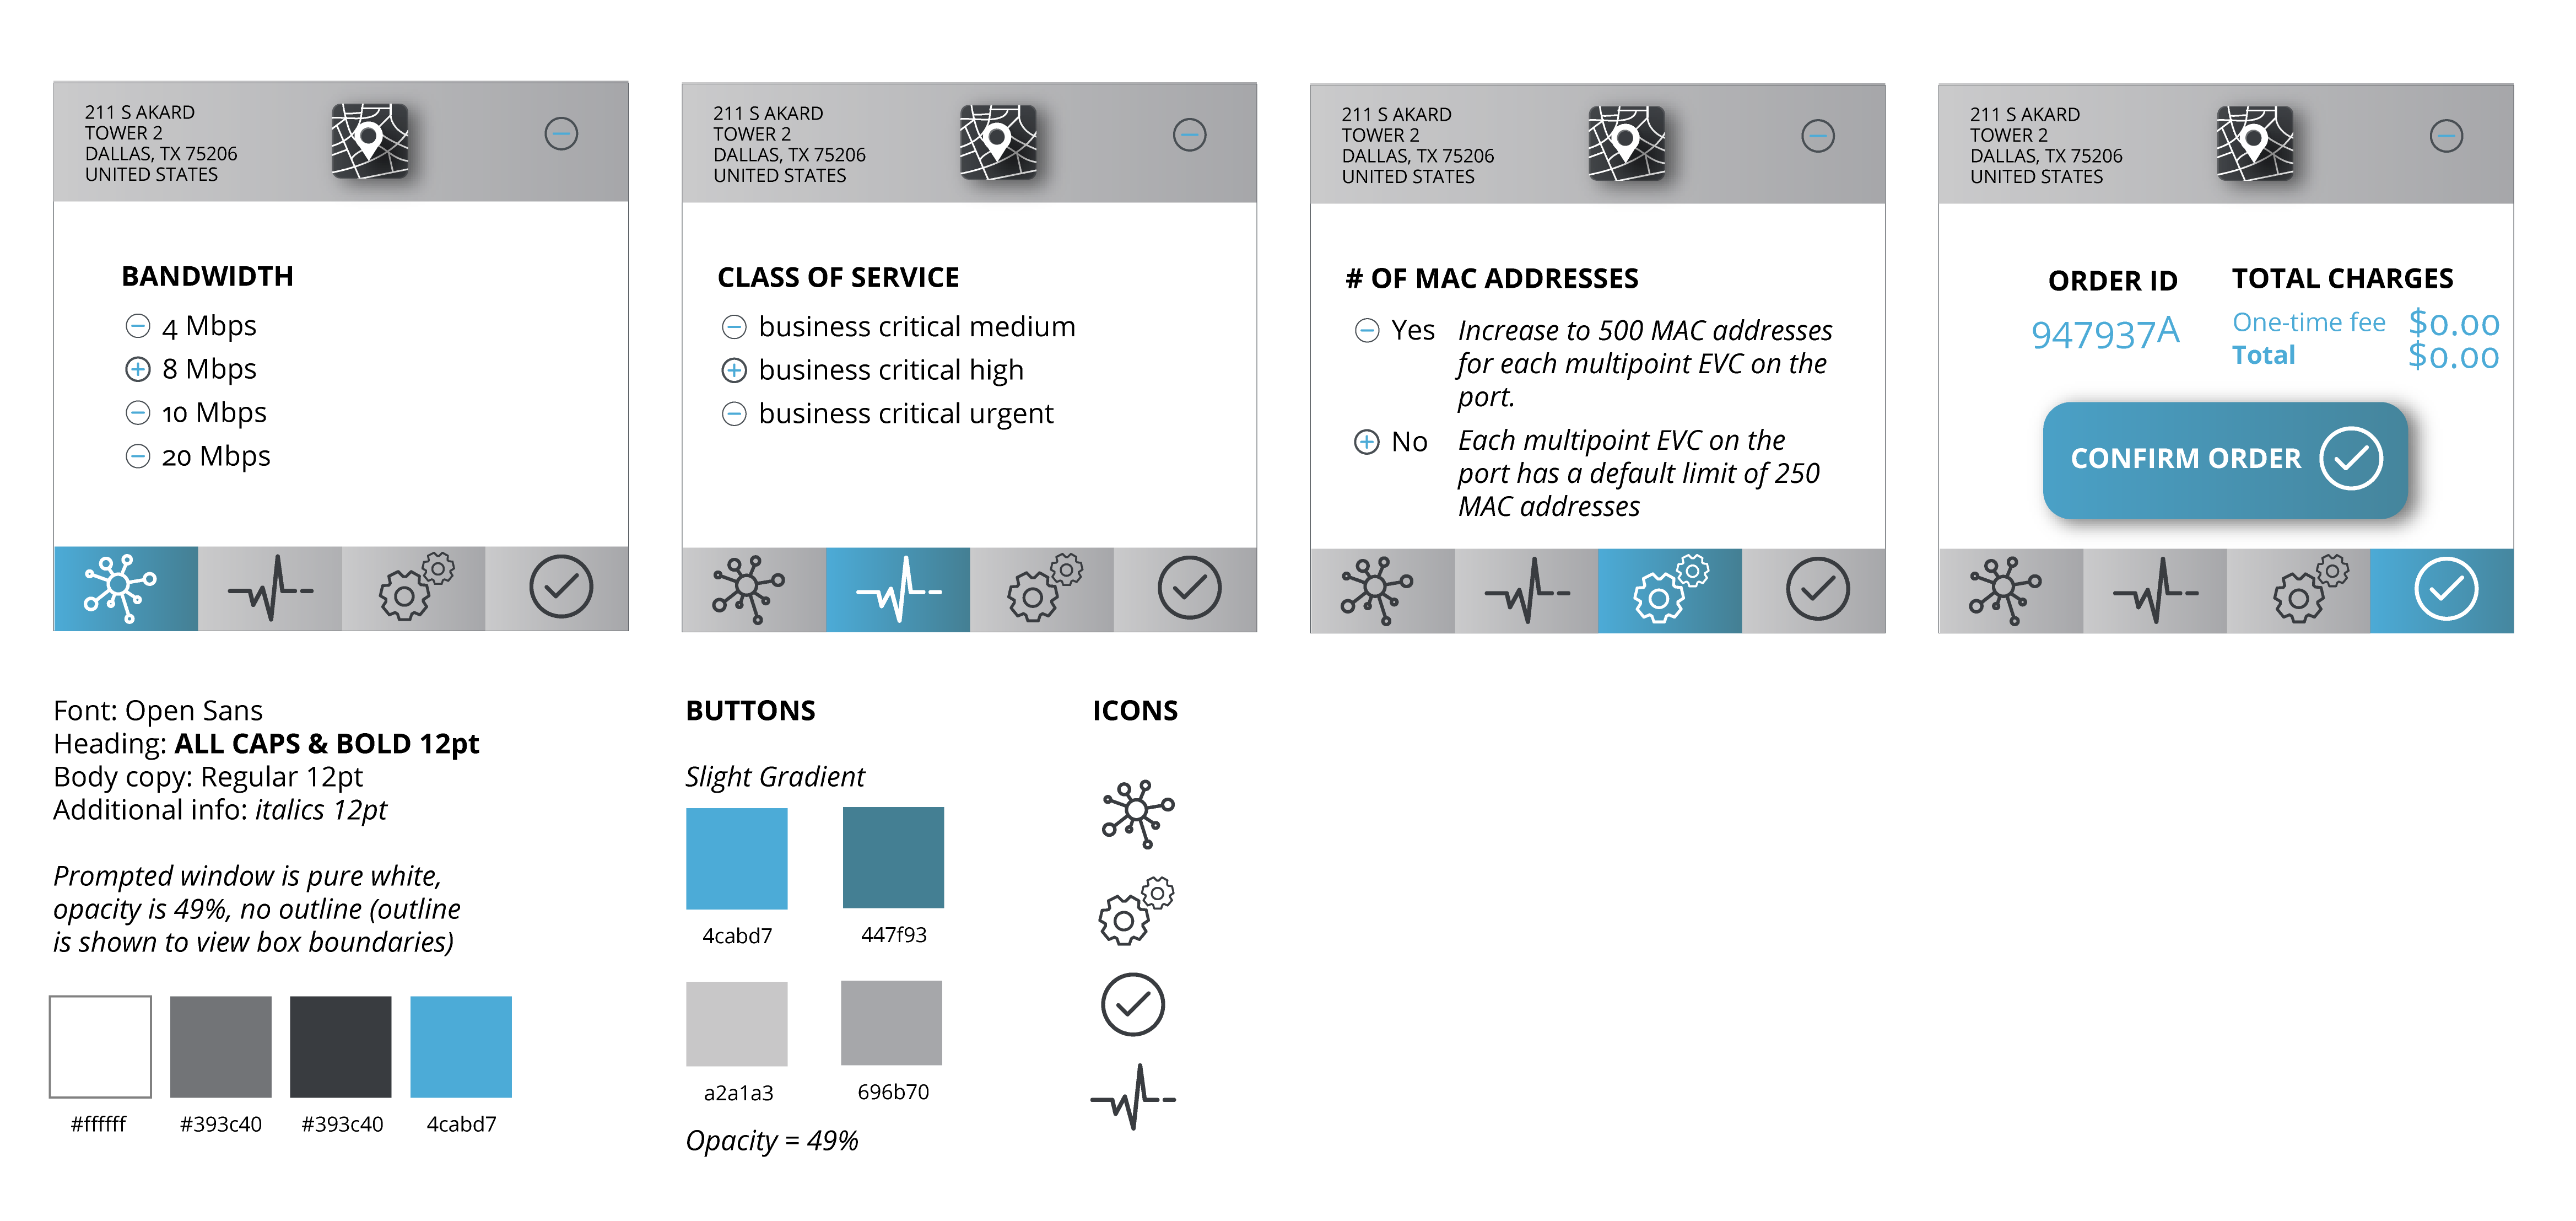 211 S AKARD
TOWER 2
DALLAS, TX 75206
UNITED STATES
BANDWIDTH
4 Mbps
8 Mbps
10 Mbps
20 Mbps
211 S AKARD
TOWER 2
DALLAS, TX 75206
UNITED STATES
CLASS OF SERVICE
business critical medium
business critical high
business critical urgent
211 S AKARD
TOWER 2
DALLAS, TX 75206
UNITED STATES
# OF MAC ADDRESSES
Yes Increase to 500 MAC addresses
for each multipoint EVC on the
port.
No Each multipoint EVC on the
port has a default limit of 250
MAC addresses
211 S AKARD
TOWER 2
DALLAS, TX 75206
UNITED STATES
ORDER ID
947937A
TOTAL CHARGES
One-time fee $0.00
Total $0.00
CONFIRM ORDER
Font: Open Sans
Heading: ALL CAPS & BOLD 12pt
Body copy: Regular 12pt
Additional info: italics 12pt
Prompted window is pure white,
opacity is 49%, no outline (outline
is shown to view box boundaries)
#ffffff #393c40 #393c40 4cabd7
BUTTONS
Slight Gradient
4cabd7 447f93
a2a1a3 696b70
Opacity = 49%
ICONS